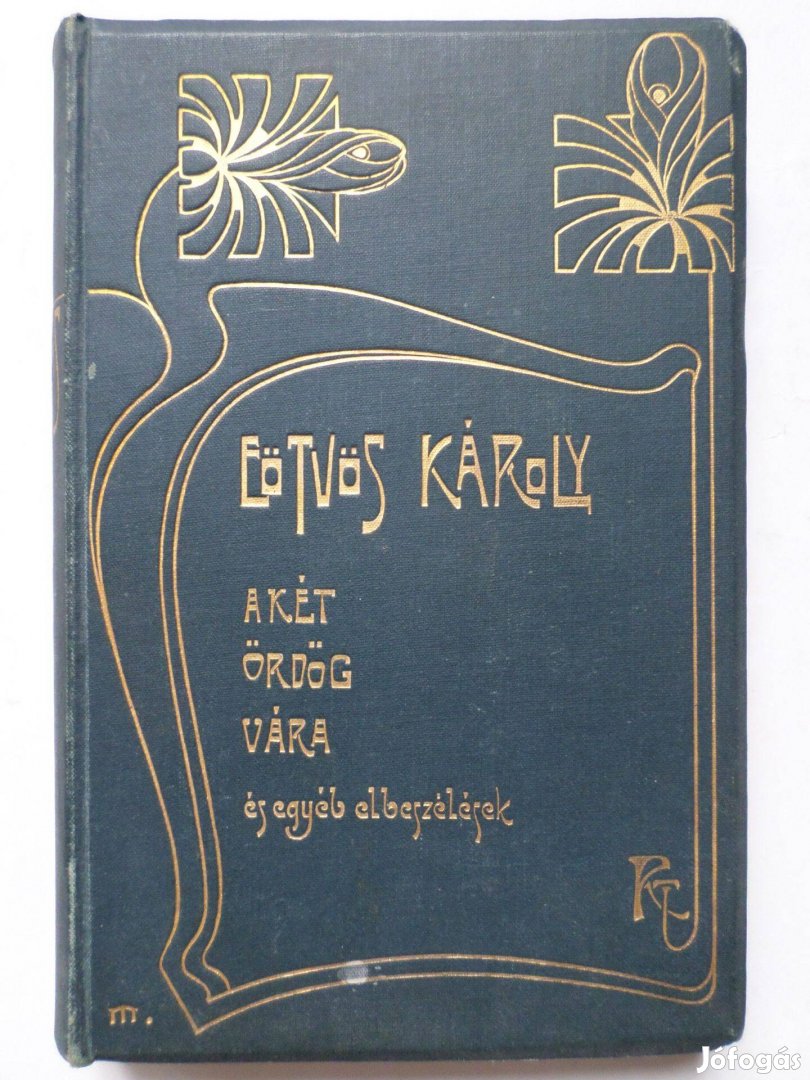 EÖTVÖS KÁROLY
A KÉT
ÖRDÖG
VÁRA
és egyéb elbeszélések
m.
Jófogás